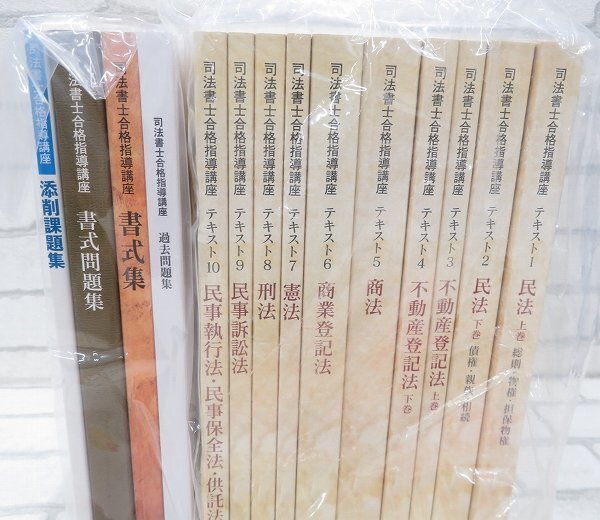 司法書士合格指導講座 添削課題集
司法書士合格指導講座 書式問題集
司法書士合格指導講座 書式集
司法書士合格指導講座 過去問題集
司法書士合格指導講座 テキスト10 民事執行法・民事保全法・供託法
司法書士合格指導講座 テキスト9 民事訴訟法
司法書士合格指導講座 テキスト8 刑法
司法書士合格指導講座 テキスト7 憲法
司法書士合格指導講座 テキスト6 商業登記法
司法書士合格指導講座 テキスト5 商法
司法書士合格指導講座 テキスト4 不動産登記法 下巻
司法書士合格指導講座 テキスト3 不動産登記法 上巻
司法書士合格指導講座 テキスト2 民法 下巻 債権・親族・相続
司法書士合格指導講座 テキスト1 民法 上巻 総則・物権・担保物権